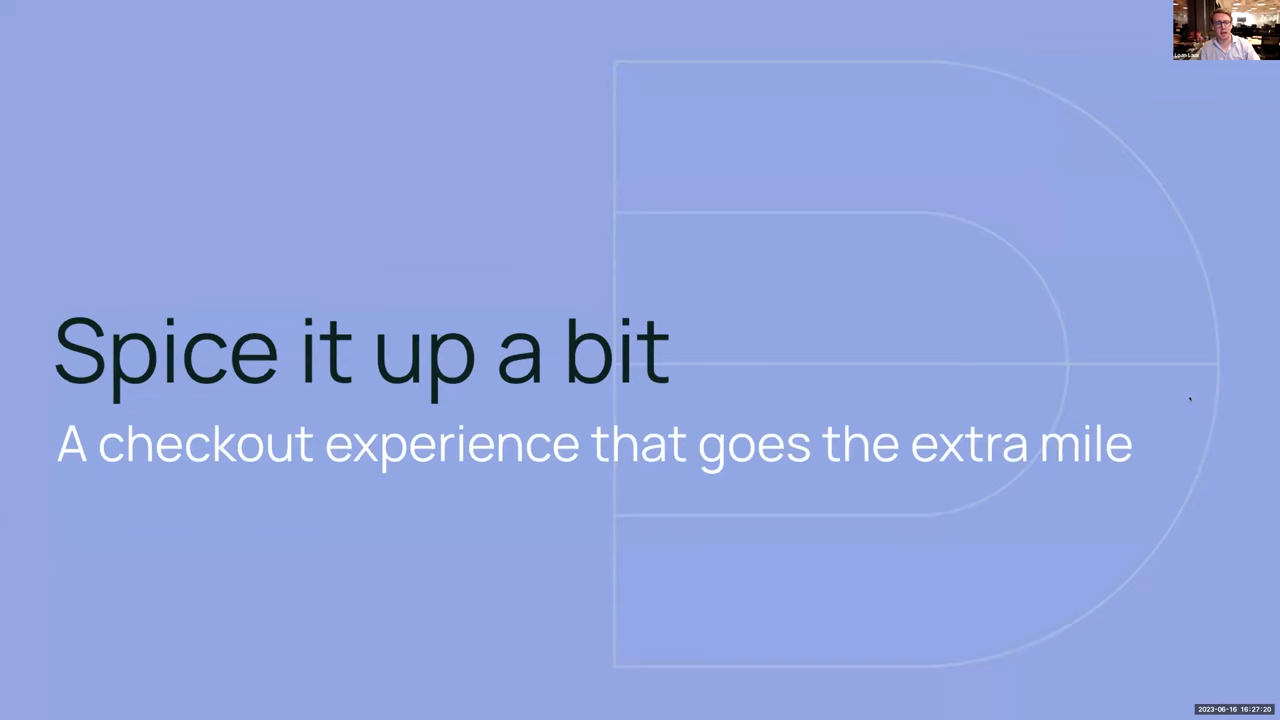 Spice it up a bit
A checkout experience that goes the extra mile
2023-06-16 16:27:20